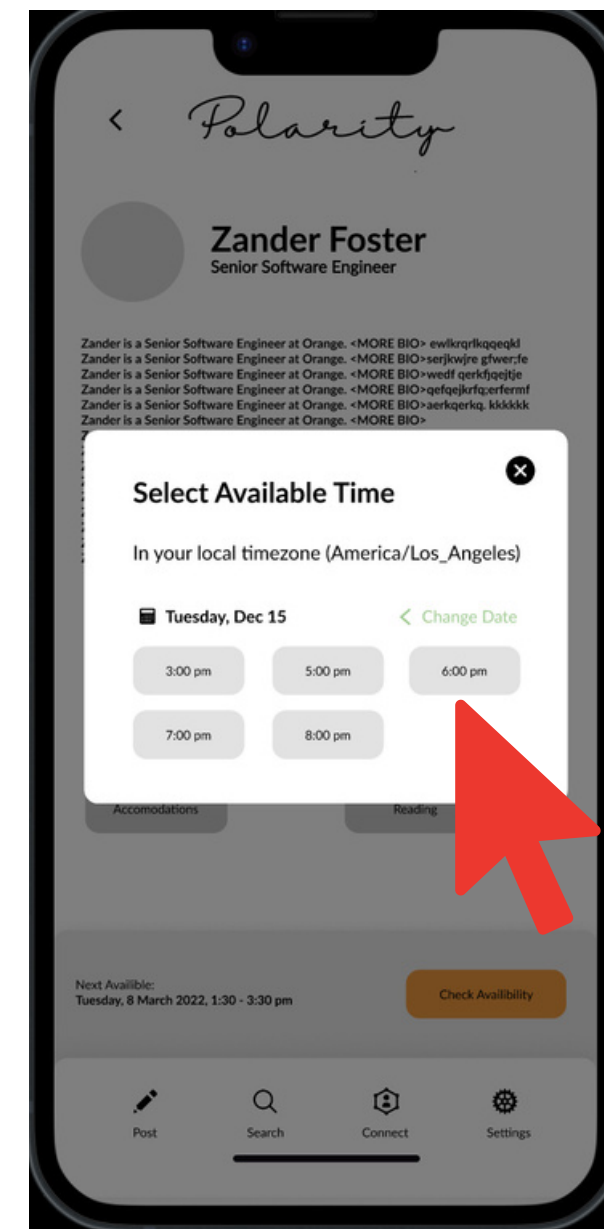 Polarity
Zander Foster
Senior Software Engineer
Zander is a Senior Software Engineer at Orange. <MORE BIO> ewlkrqrlkqqeqkl
Zander is a Senior Software Engineer at Orange. <MORE BIO>serjkwjre gfwer;fe
Zander is a Senior Software Engineer at Orange. <MORE BIO>wedf qerkfjqejtje
Zander is a Senior Software Engineer at Orange. <MORE BIO>qefqejkrfq;erfermf
Zander is a Senior Software Engineer at Orange. <MORE BIO>aerkqerkq. kkkkkk
Zander is a Senior Software Engineer at Orange. <MORE BIO>
Select Available Time
In your local timezone (America/Los_Angeles)
Tuesday, Dec 15 < Change Date
3:00 pm 5:00 pm 6:00 pm
7:00 pm 8:00 pm
Accomodations Reading
Next Availible:
Tuesday, 8 March 2022, 1:30 - 3:30 pm
Check Availibility
Post Search Connect Settings